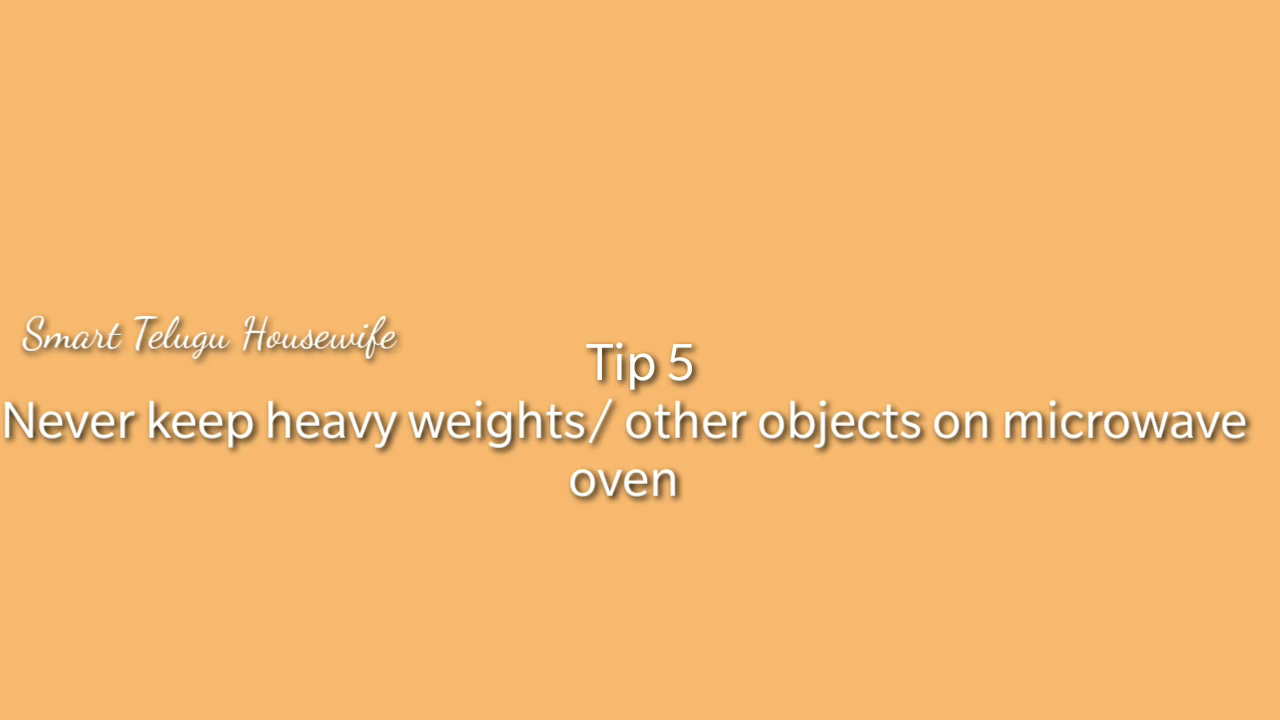 Smart Telugu Housewife
Tip 5
Never keep heavy weights/ other objects on microwave
oven